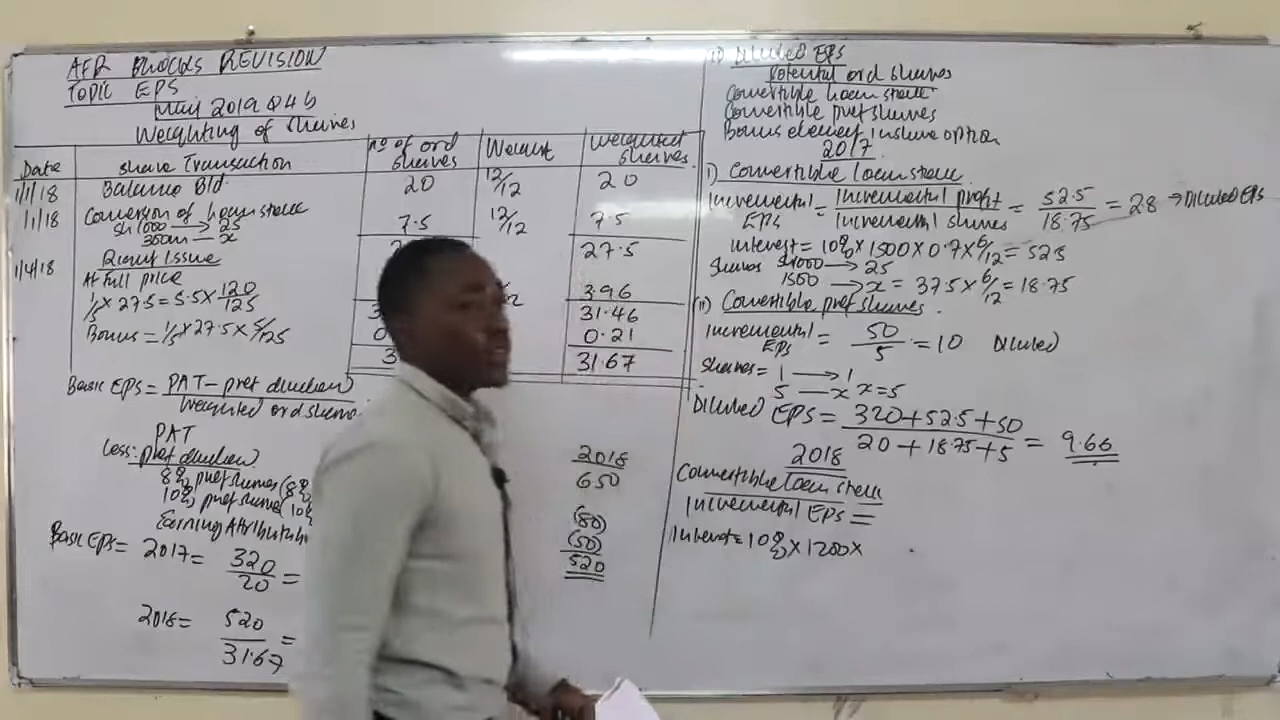 AFR BLOCKS REVISION
TOPIC EPS
May 2019 Q4b
Weighting of shares
Date
Share Transaction
no of ord shares
Weight
Weighted shares
1/1/18 Balance Bld. 20 12/12 20
1/1/18 Conversion of loan stock 7.5 12/12 7.5
sh1000 → 25
300m — x
27.5
1/4/18 Right Issue
At full price
1/5 x 27.5 = 5.5 x 120/125 3.96
31.46
Bonus = 1/5 x 27.5 x 5/125 0.21
31.67
Basic EPS = PAT - pref dividend
Weighted ord shares
PAT
Less: pref dividend
8% pref shares (8%
10% pref shares (10%
Earning Attributab
2018
650
(80)
(50)
520
Basic EPS = 2017 = 320/20 =
2018 = 520/31.67 =
ii) Diluted EPS
Potential ord shares
Convertible loan stock
Convertible pref shares
Bonus element in share option
2017
i) Convertible loan stock
Incremental EPS = Incremental profit / Incremental shares = 52.5/18.75 = 28 → Diluted EPS
Interest = 10% x 1500 x 0.7 x 6/12 = 52.5
Shares sh1000 → 25
1500 → x = 37.5 x 6/12 = 18.75
ii) Convertible pref shares.
Incremental EPS = 50/5 = 10 Diluted
Shares = 1 → 1
5 — x x = 5
Diluted EPS = 320 + 52.5 + 50 / 20 + 18.75 + 5 = 9.66
2018
Convertible loan stock
Incremental EPS =
Interest = 10% x 1200 x